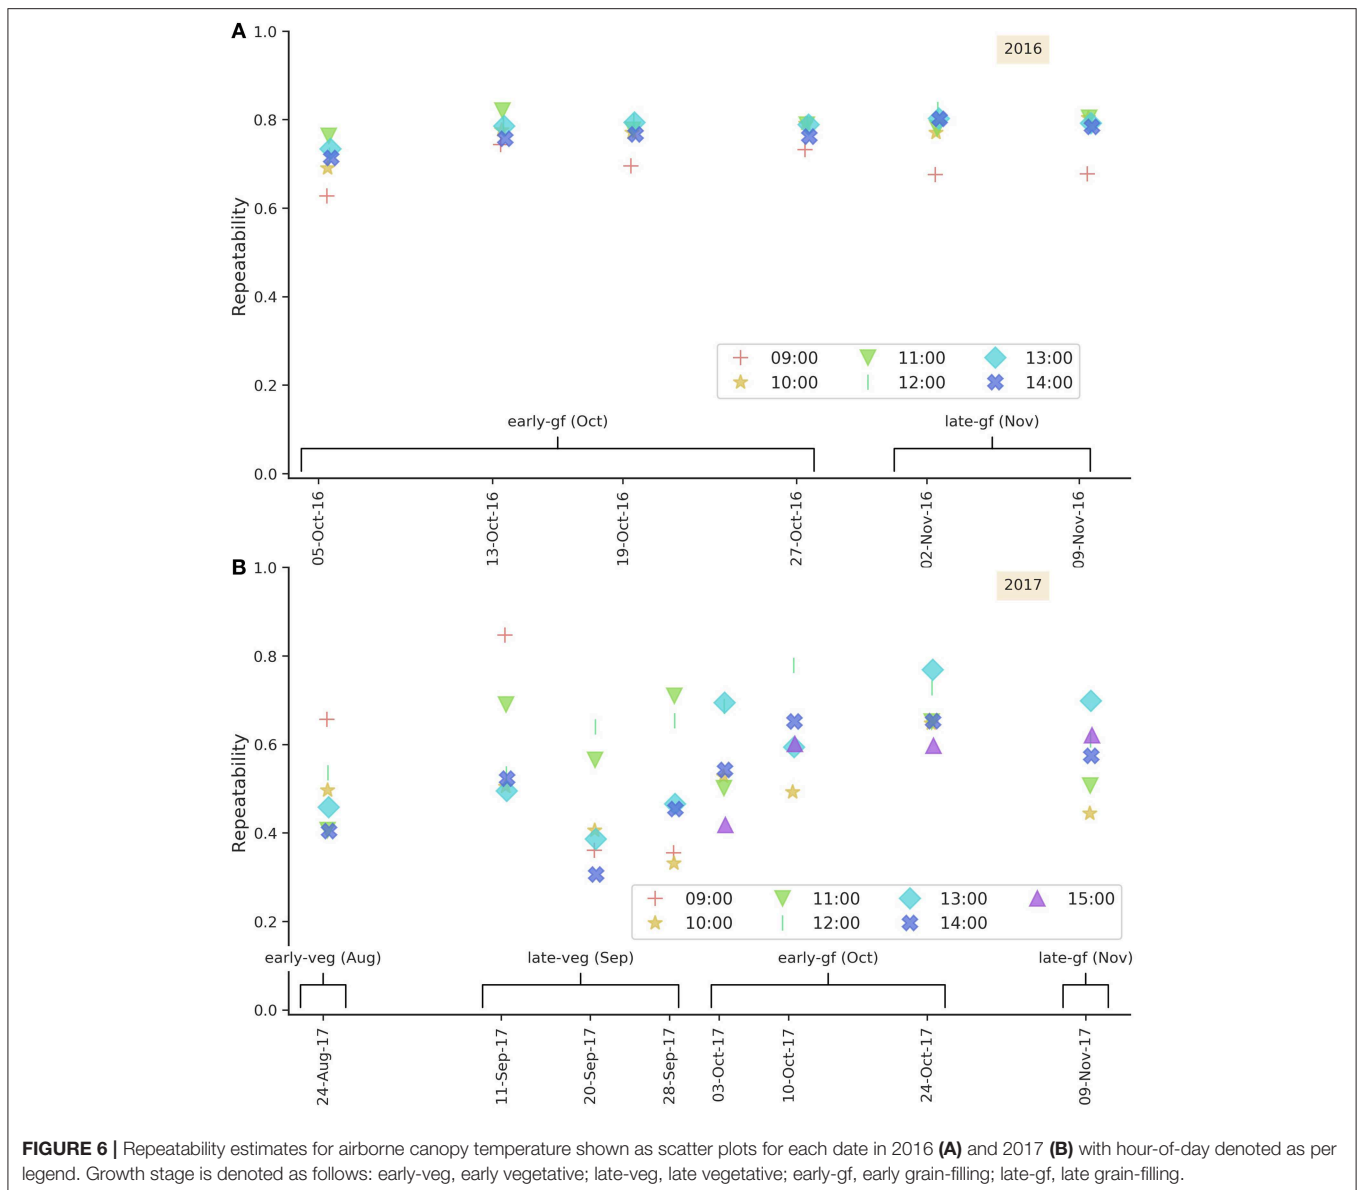 A
1.0
2016
0.8
0.6
Repeatability
0.4
09:00 11:00 13:00
10:00 12:00 14:00
0.2
early-gf (Oct) late-gf (Nov)
0.0
05-Oct-16 13-Oct-16 19-Oct-16 27-Oct-16 02-Nov-16 09-Nov-16
B
1.0
2017
0.8
0.6
Repeatability
0.4
09:00 11:00 13:00 15:00
10:00 12:00 14:00
0.2
early-veg (Aug) late-veg (Sep) early-gf (Oct) late-gf (Nov)
0.0
24-Aug-17 11-Sep-17 20-Sep-17 28-Sep-17 03-Oct-17 10-Oct-17 24-Oct-17 09-Nov-17
FIGURE 6 | Repeatability estimates for airborne canopy temperature shown as scatter plots for each date in 2016 (A) and 2017 (B) with hour-of-day denoted as per
legend. Growth stage is denoted as follows: early-veg, early vegetative; late-veg, late vegetative; early-gf, early grain-filling; late-gf, late grain-filling.